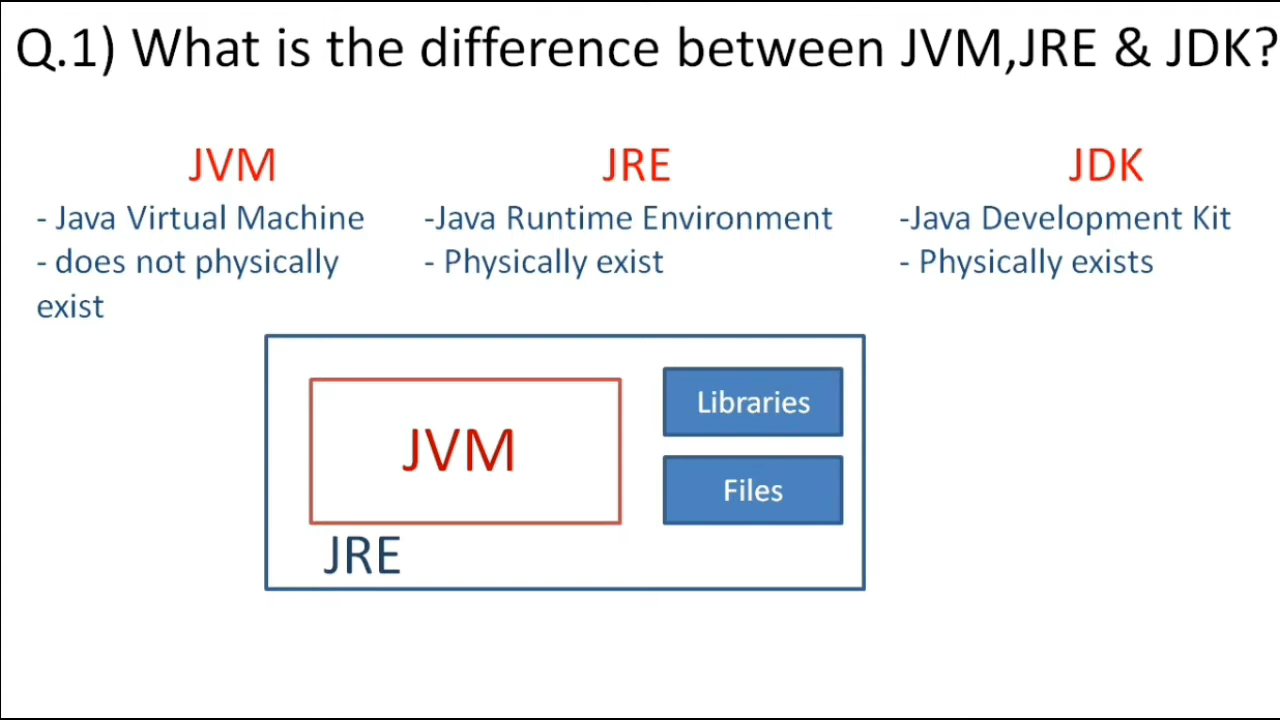 Q.1) What is the difference between JVM,JRE & JDK?
JVM
- Java Virtual Machine
- does not physically
exist
JRE
-Java Runtime Environment
- Physically exist
JDK
-Java Development Kit
- Physically exists
JVM
Libraries
Files
JRE